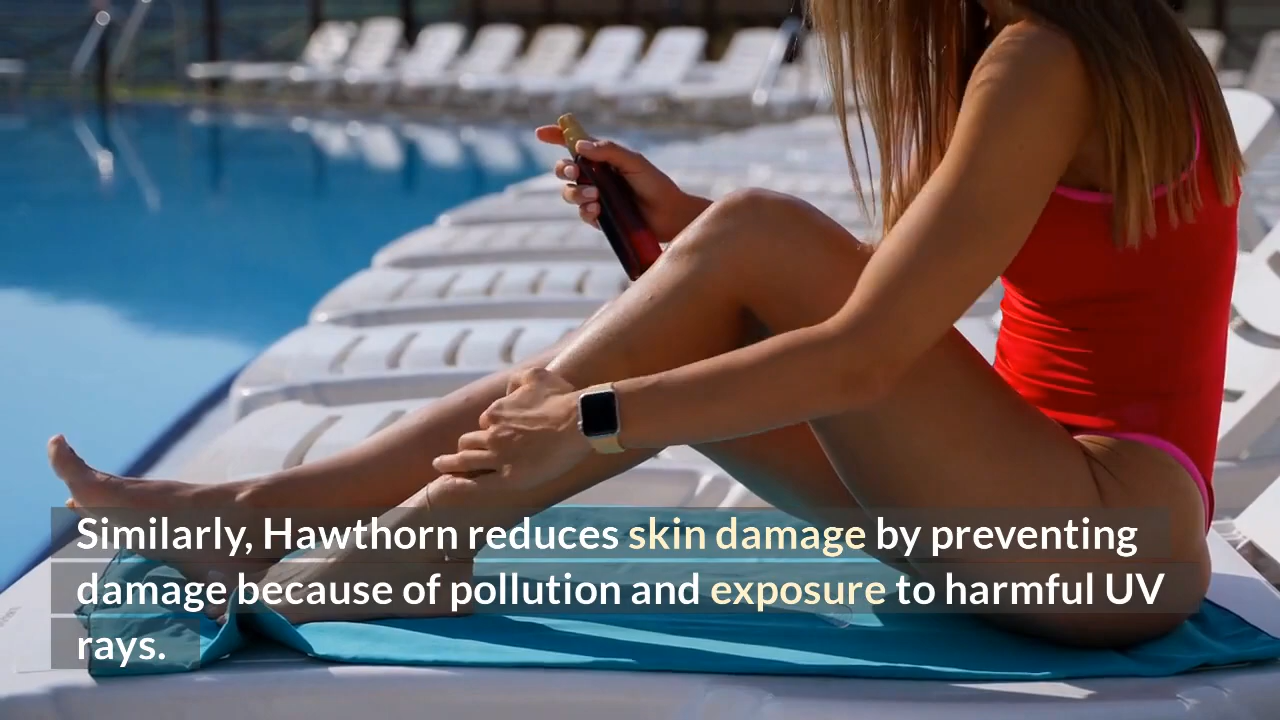 Similarly, Hawthorn reduces skin damage by preventing
damage because of pollution and exposure to harmful UV
rays.